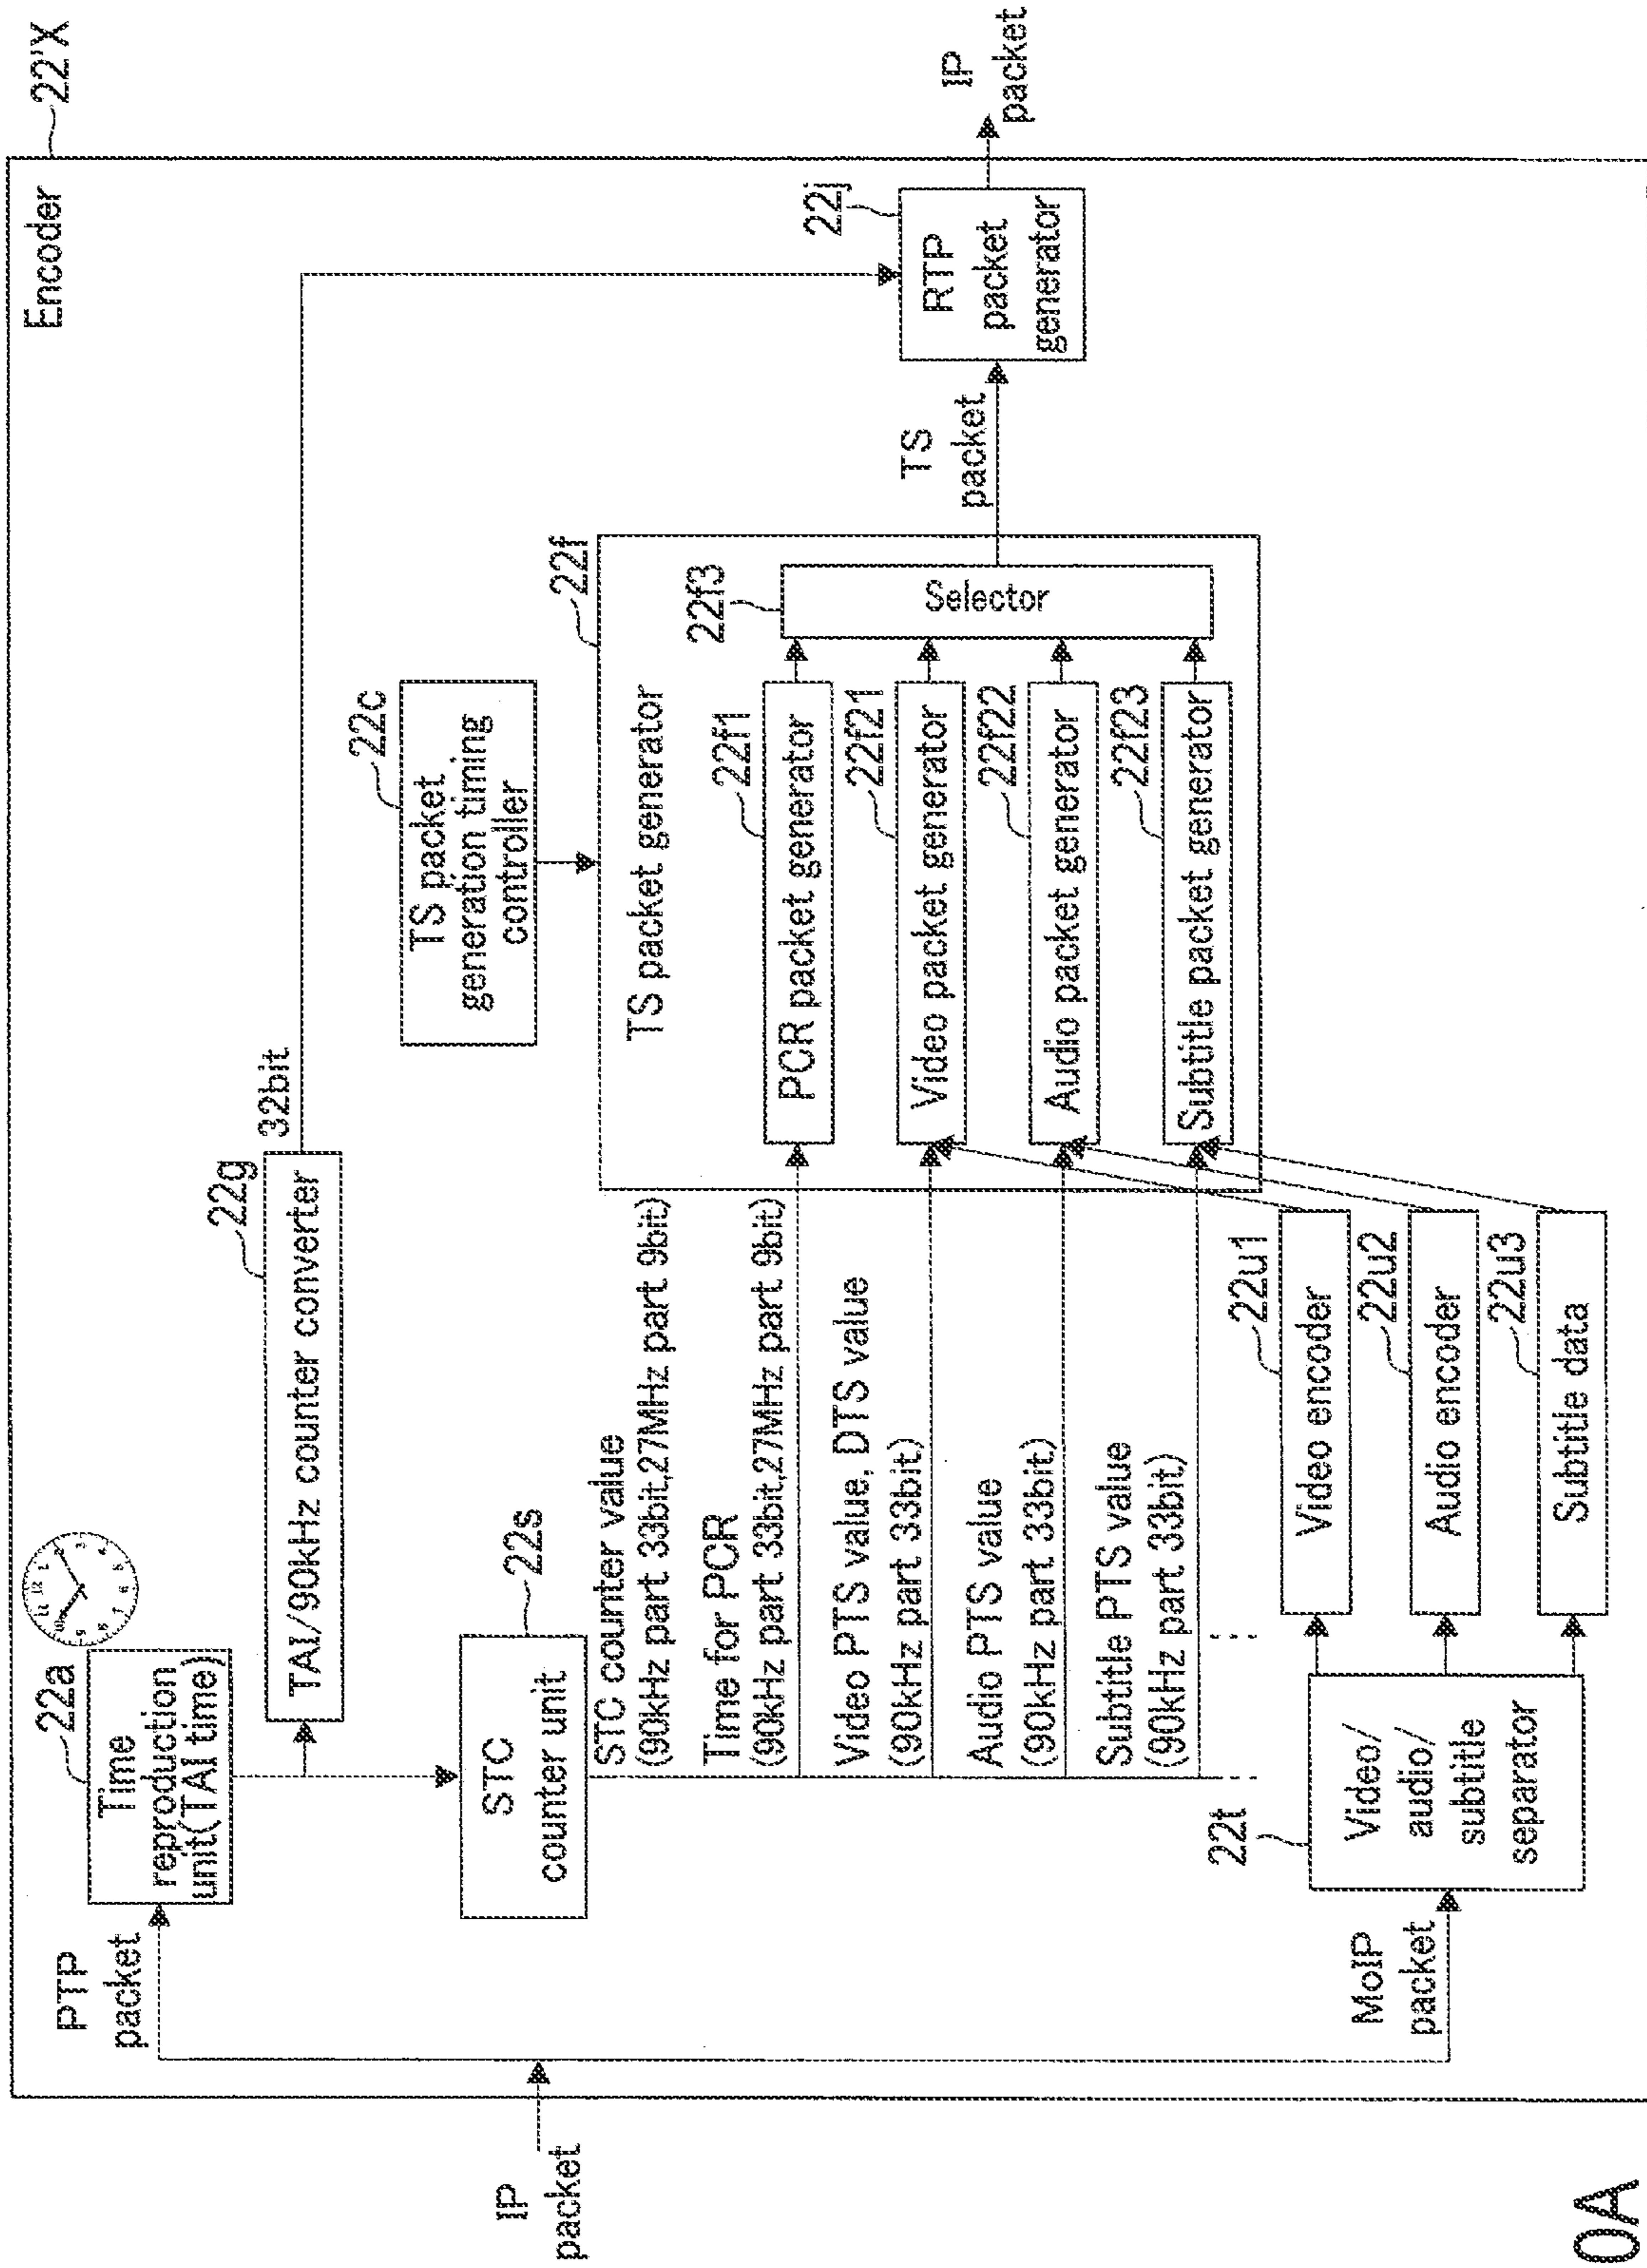 Encoder
22'X
IP
packet
PTP
packet
22a
Time
reproduction
unit(TAI time)
22g
TAI/90kHz counter converter
32bit
22s
STC
counter unit
STC counter value
(90kHz part 33bit,27MHz part 9bit)
Time for PCR
(90kHz part 33bit,27MHz part 9bit)
Video PTS value, DTS value
(90kHz part 33bit)
Audio PTS value
(90kHz part 33bit)
Subtitle PTS value
(90kHz part 33bit)
22c
TS packet
generation timing
controller
22f
TS packet generator
22f1
PCR packet generator
22f21
Video packet generator
22f22
Audio packet generator
22f23
Subtitle packet generator
22f3
Selector
TS
packet
22j
RTP
packet
generator
IP
packet
MoIP
packet
22t
Video/
audio/
subtitle
separator
22u1
Video encoder
22u2
Audio encoder
22u3
Subtitle data
0A